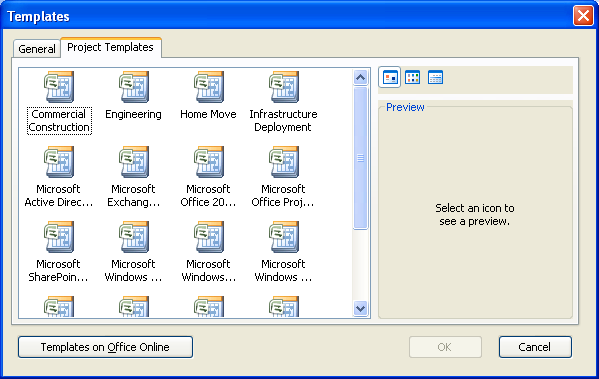 Templates
General
Project Templates
Commercial
Construction
Engineering
Home Move
Infrastructure
Deployment
Microsoft
Active Direc...
Microsoft
Exchang...
Microsoft
Office 20...
Microsoft
Office Proj...
Microsoft
SharePoin...
Microsoft
Windows ...
Microsoft
Windows...
Microsoft
Windows ...
Preview
Select an icon to
see a preview.
Templates on Office Online
OK
Cancel